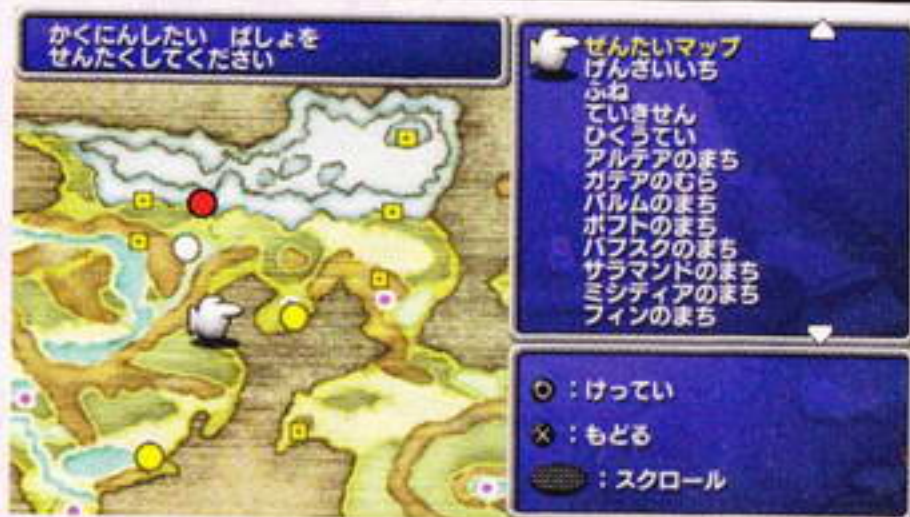 かくにんしたい ばしょを
せんたくしてください
ぜんたいマップ
げんざいいち
ふね
ていきせん
ひくうてい
アルテアのまち
ガテアのむら
パルムのまち
ポフトのまち
バフスクのまち
サラマンドのまち
ミシディアのまち
フィンのまち
○：けってい
×：もどる
：スクロール